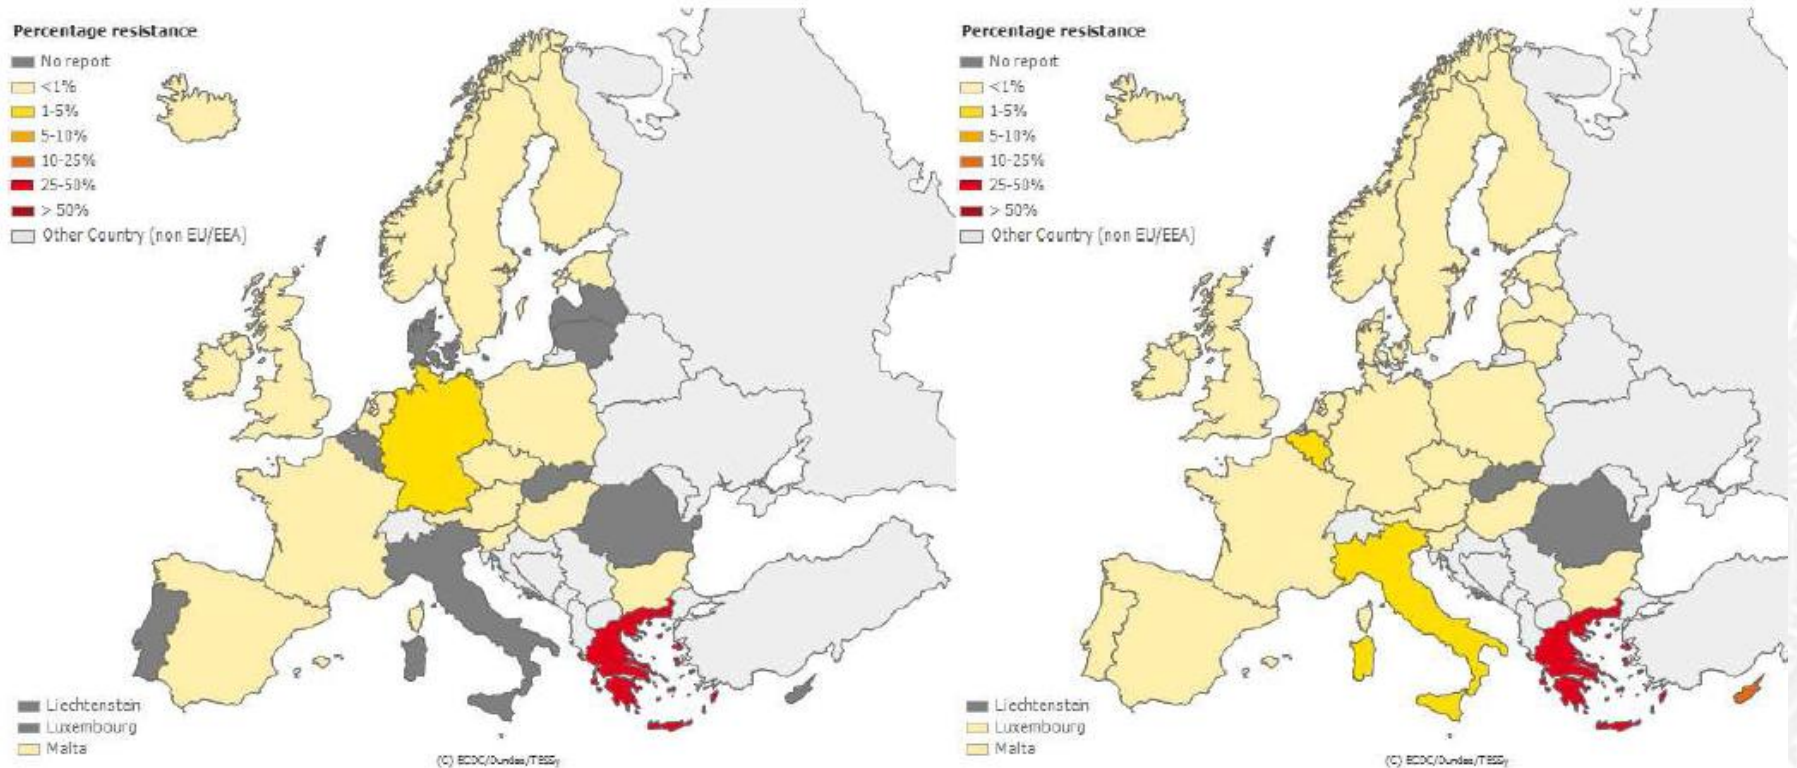 Percentage resistance
No report
<1%
1-5%
5-10%
10-25%
25-50%
> 50%
Other Country (non EU/EEA)
Liechtenstein
Luxembourg
Malta
(C) ECDC/Dundas/TESSy
Percentage resistance
No report
<1%
1-5%
5-10%
10-25%
25-50%
> 50%
Other Country (non EU/EEA)
Liechtenstein
Luxembourg
Malta
(C) ECDC/Dundas/TESSy